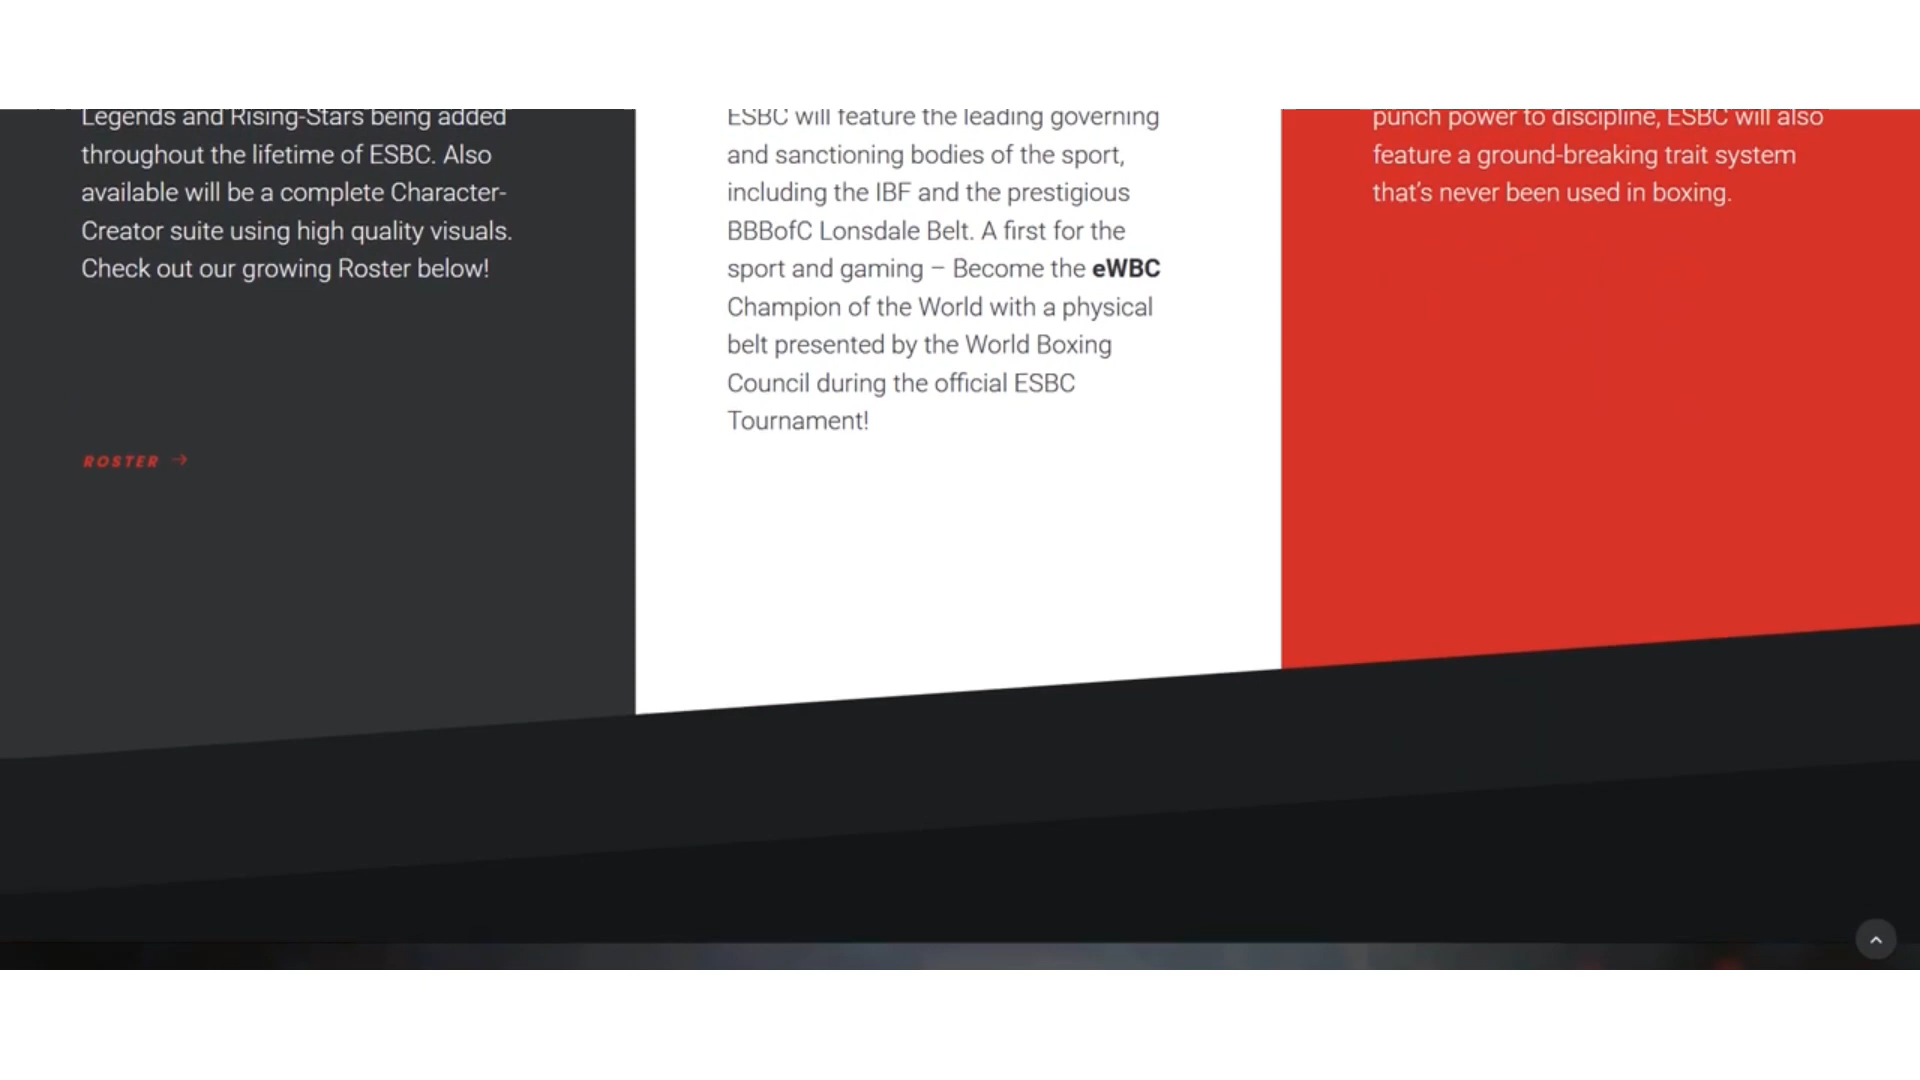 Legends and Rising-Stars being added
throughout the lifetime of ESBC. Also
available will be a complete Character-
Creator suite using high quality visuals.
Check out our growing Roster below!
ROSTER →
ESBC will feature the leading governing
and sanctioning bodies of the sport,
including the IBF and the prestigious
BBBofC Lonsdale Belt. A first for the
sport and gaming – Become the eWBC
Champion of the World with a physical
belt presented by the World Boxing
Council during the official ESBC
Tournament!
punch power to discipline, ESBC will also
feature a ground-breaking trait system
that's never been used in boxing.